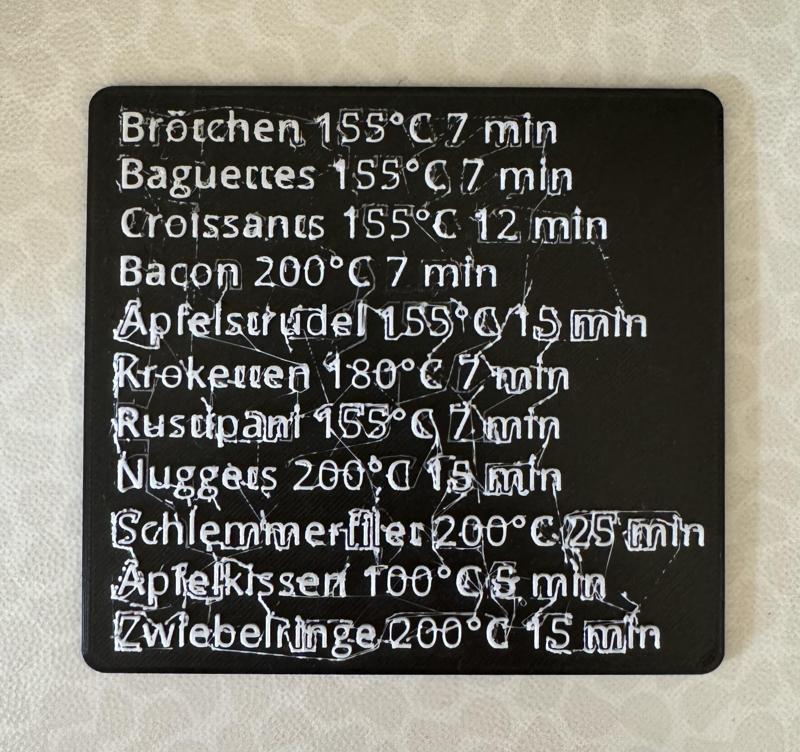 Brötchen 155°C 7 min
Baguettes 155°C 7 min
Croissants 155°C 12 min
Bacon 200°C 7 min
Apfelstrudel 155°C 15 min
Kroketten 180°C 7 min
Rustipani 155°C 7 min
Nuggets 200°C 15 min
Schlemmerfilet 200°C 25 min
Apfelkissen 100°C 5 min
Zwiebelringe 200°C 15 min